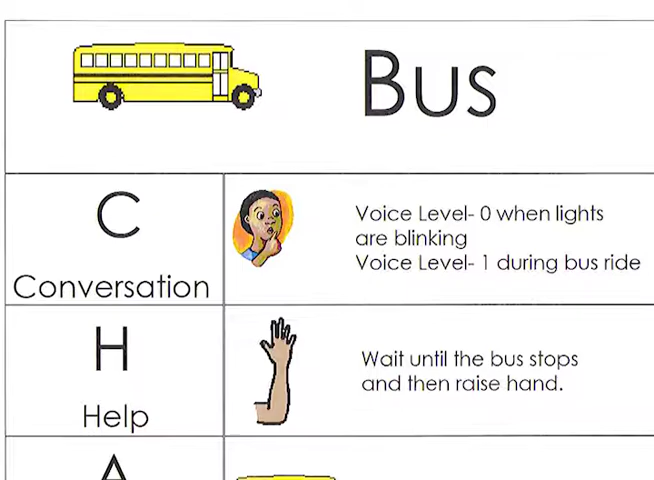 Bus
C
Conversation
Voice Level- 0 when lights
are blinking
Voice Level- 1 during bus ride
H
Help
Wait until the bus stops
and then raise hand.
A